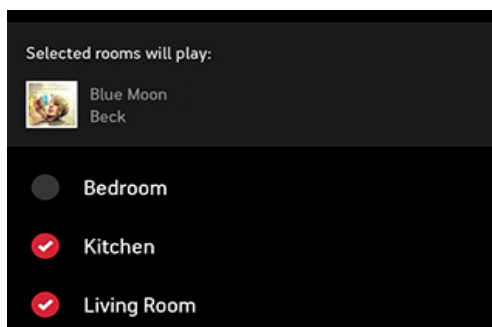 Selected rooms will play:
Blue Moon
Beck
Bedroom
Kitchen
Living Room